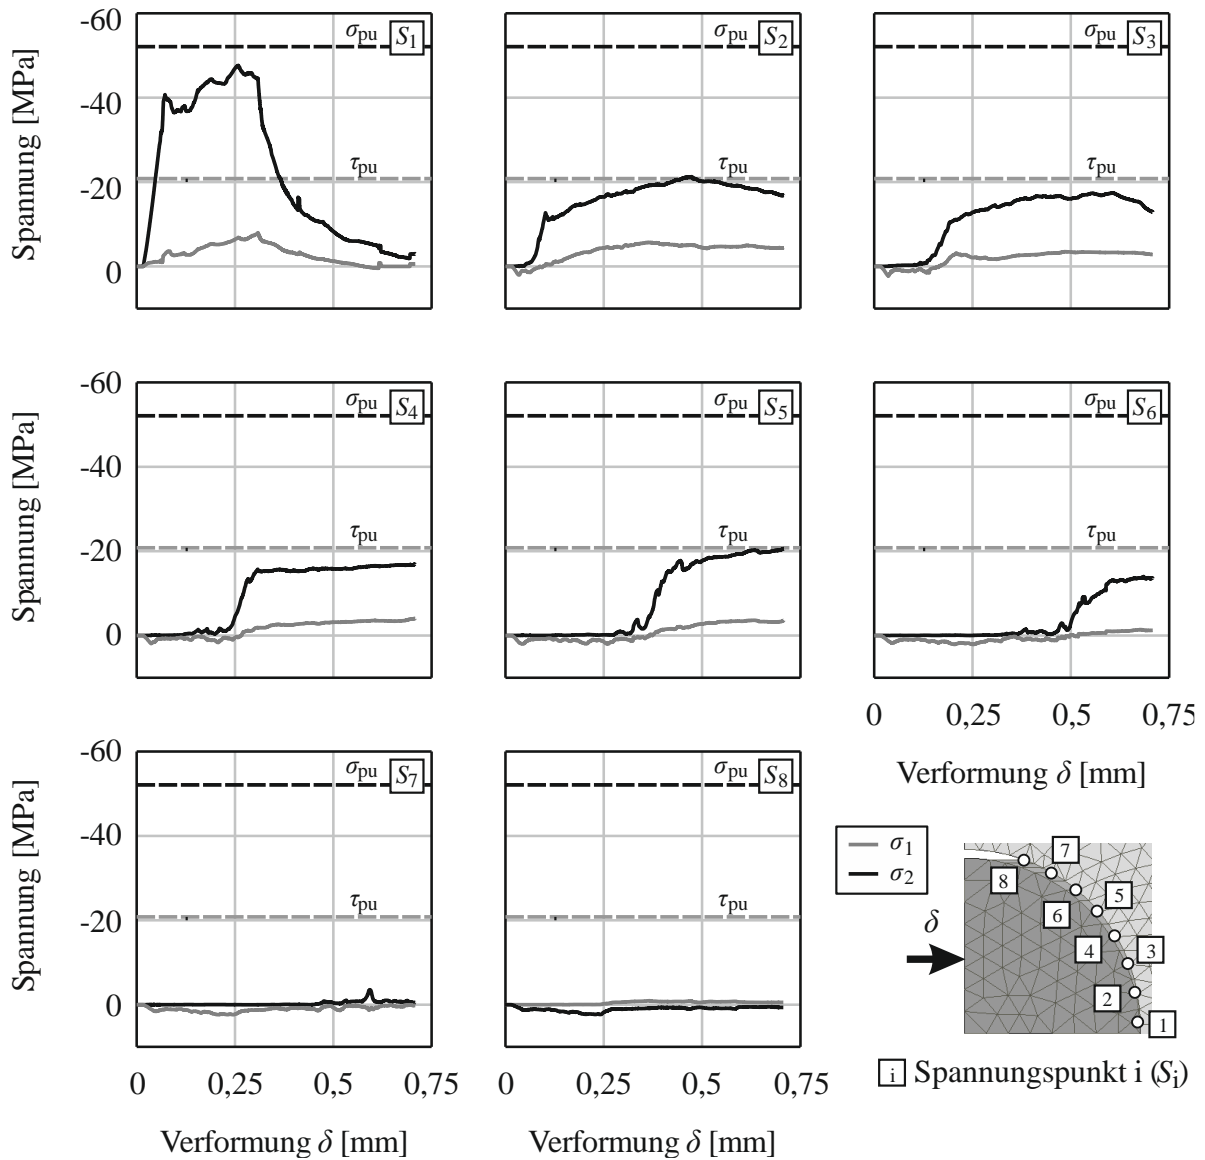 Spannung [MPa]
-60
-40
-20
0
σpu S1
τpu
σpu S2
τpu
σpu S3
τpu
Spannung [MPa]
-60
-40
-20
0
σpu S4
τpu
σpu S5
τpu
σpu S6
τpu
0 0,25 0,5 0,75
Verformung δ [mm]
Spannung [MPa]
-60
-40
-20
0
σpu S7
τpu
0 0,25 0,5 0,75
Verformung δ [mm]
σpu S8
τpu
0 0,25 0,5 0,75
Verformung δ [mm]
σ1
σ2
δ
7
8
5
6
4 3
2
1
i Spannungspunkt i (Si)